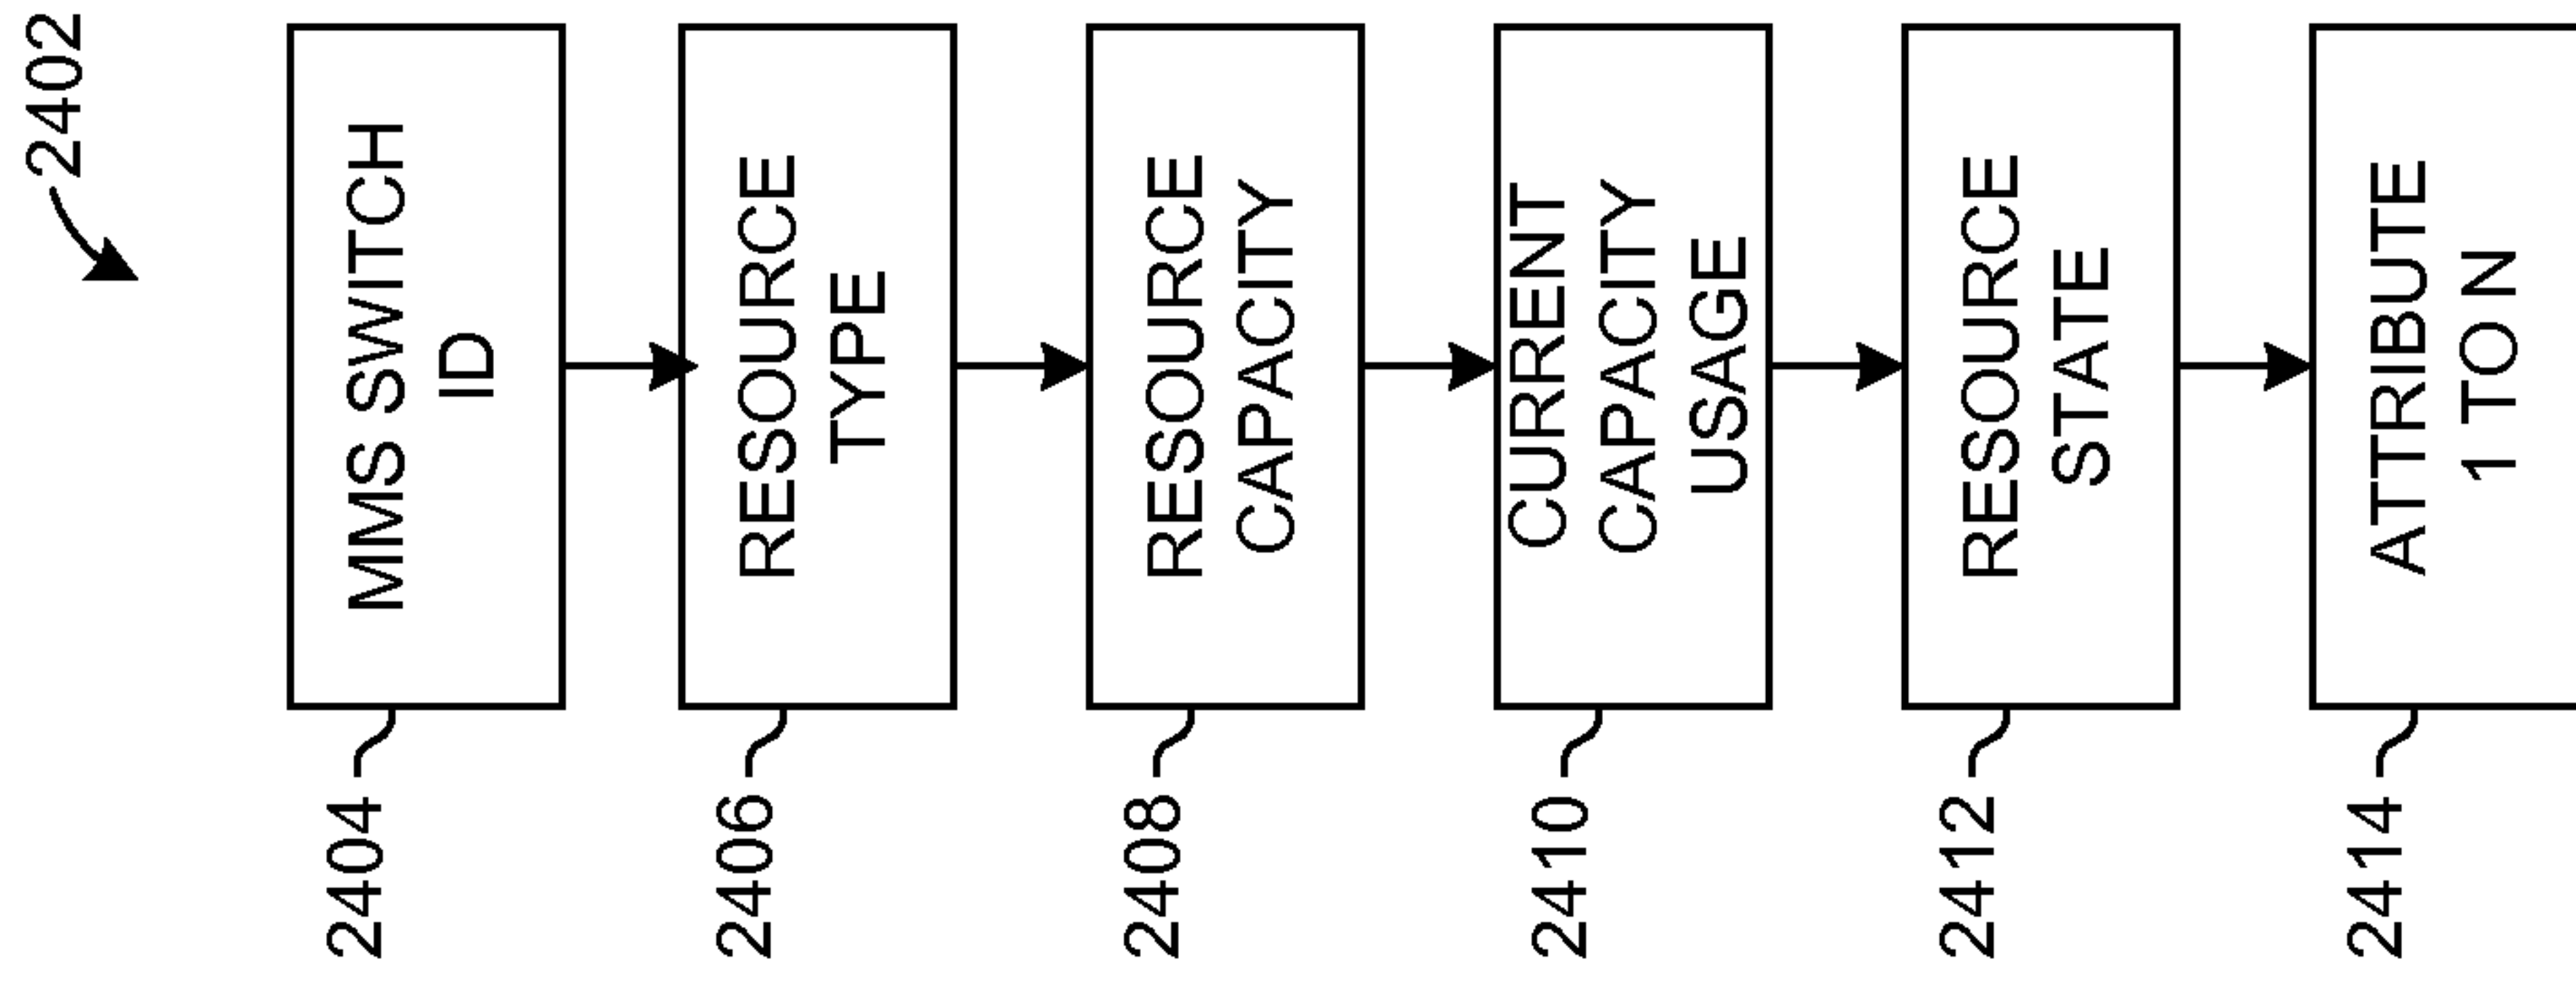 2402
2404
MMS SWITCH
ID
2406
RESOURCE
TYPE
2408
RESOURCE
CAPACITY
2410
CURRENT
CAPACITY
USAGE
2412
RESOURCE
STATE
2414
ATTRIBUTE
1 TO N